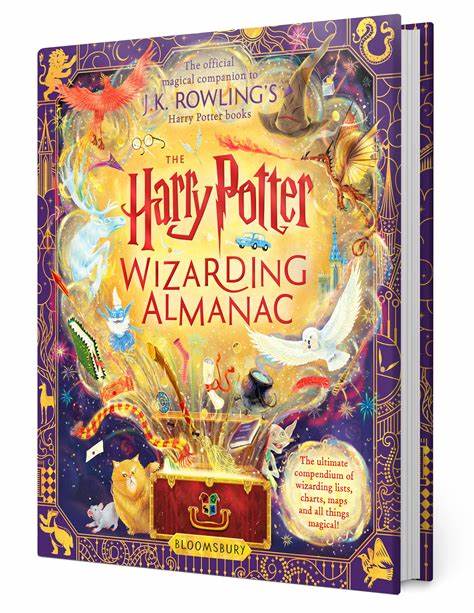 The official
magical companion to
J.K. ROWLING'S
Harry Potter books
THE
Harry Potter
WIZARDING
ALMANAC
The ultimate
compendium of
wizarding lists,
charts, maps
and all things
magical!
BLOOMSBURY